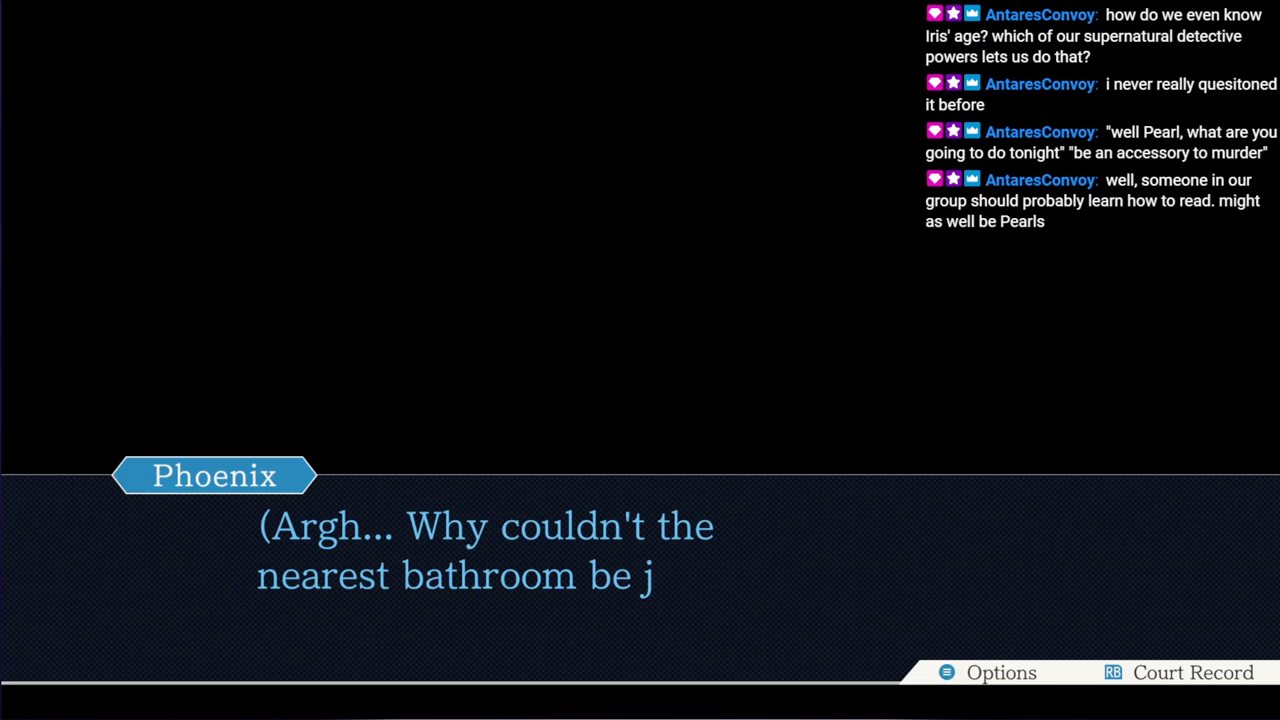 AntaresConvoy: how do we even know
Iris' age? which of our supernatural detective
powers lets us do that?
AntaresConvoy: i never really quesitoned
it before
AntaresConvoy: "well Pearl, what are you
going to do tonight" "be an accessory to murder"
AntaresConvoy: well, someone in our
group should probably learn how to read. might
as well be Pearls
Phoenix
(Argh... Why couldn't the
nearest bathroom be j
Options
RB Court Record